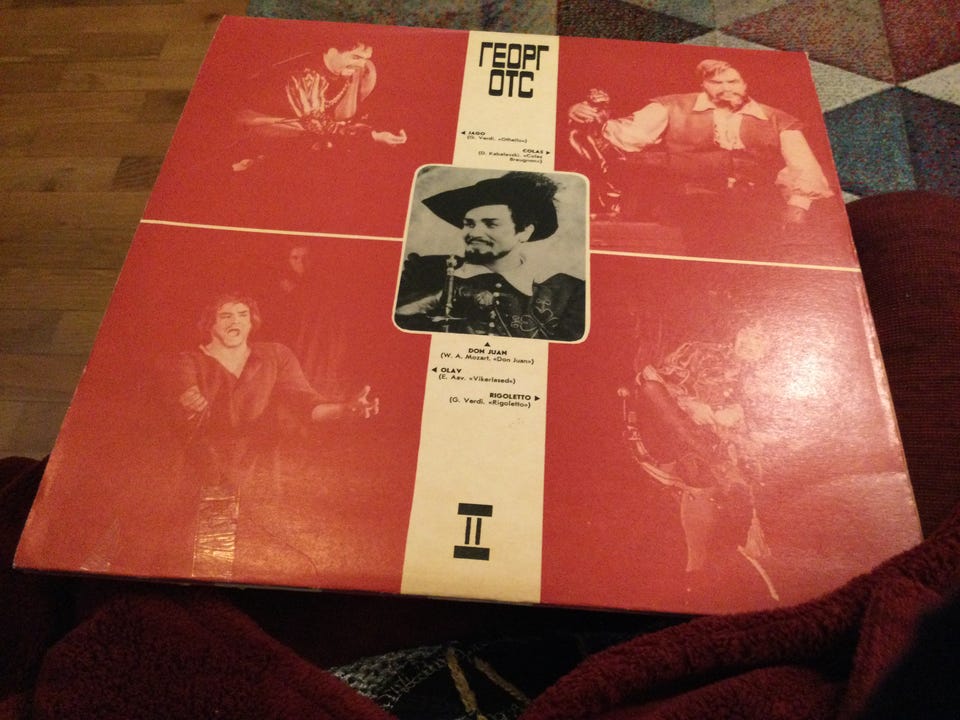 ГЕОРГ
ОТС
◀ JAGO
(G. Verdi. «Othello»)
COLAS ▶
(D. Kabalevski. «Colas
Breugnon»)
▲
DON JUAN
(W. A. Mozart. «Don Juan»)
◀ OLAV
(E. Aav. «Vikerlased»)
RIGOLETTO ▶
(G. Verdi. «Rigoletto»)
II